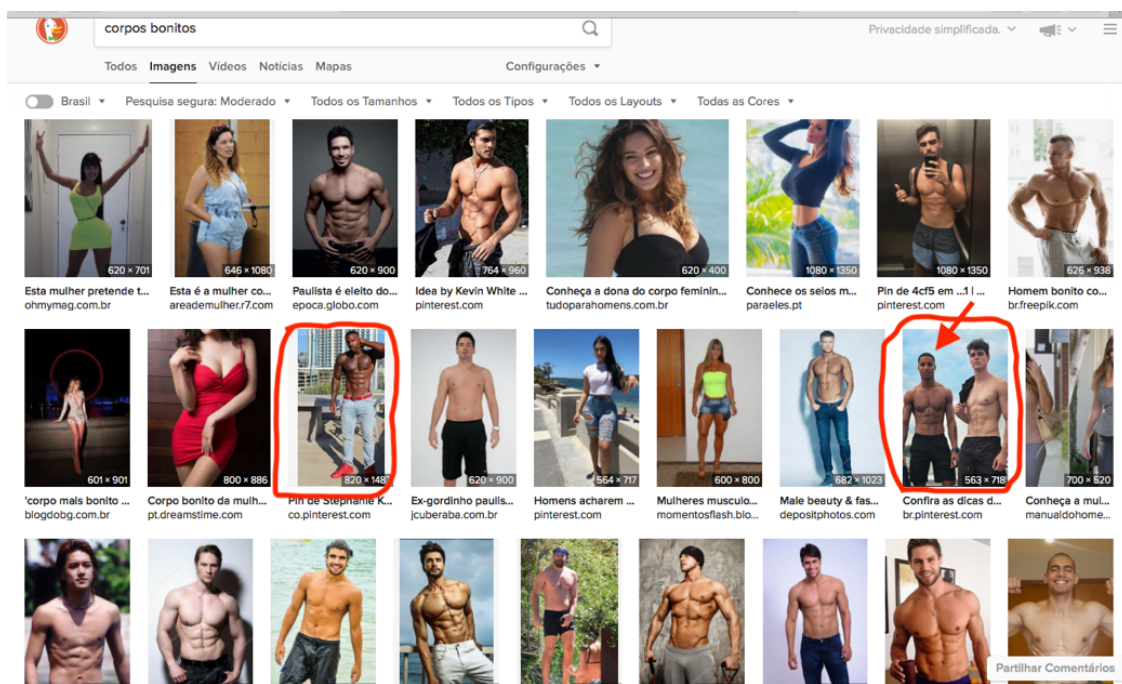 corpos bonitos
Privacidade simplificada.
Todos Imagens Vídeos Notícias Mapas Configurações
Brasil Pesquisa segura: Moderado Todos os Tamanhos Todos os Tipos Todos os Layouts Todas as Cores
620 × 701 646 × 1080 620 × 900 764 × 960 620 × 400 1080 × 1350 1080 × 1350 626 × 938
Esta mulher pretende t... Esta é a mulher co... Paulista é eleito do... Idea by Kevin White ... Conheça a dona do corpo feminin... Conhece os seios m... Pin de 4cf5 em ...1 | ... Homem bonito co...
ohmymag.com.br areademulher.r7.com epoca.globo.com pinterest.com tudoparahomens.com.br paraeles.pt pinterest.com br.freepik.com
601 × 901 800 × 886 820 × 148 620 × 900 564 × 717 600 × 800 682 × 1023 563 × 718 700 × 520
'corpo mais bonito ... Corpo bonito da mulh... Pin de Stephanie K... Ex-gordinho paulis... Homens acharem ... Mulheres musculo... Male beauty & fas... Confira as dicas d... Conheça a mul...
blogdobg.com.br pt.dreamstime.com co.pinterest.com jcuberaba.com.br pinterest.com momentosflash.blo... depositphotos.com br.pinterest.com manualdohome...
Partilhar Comentários